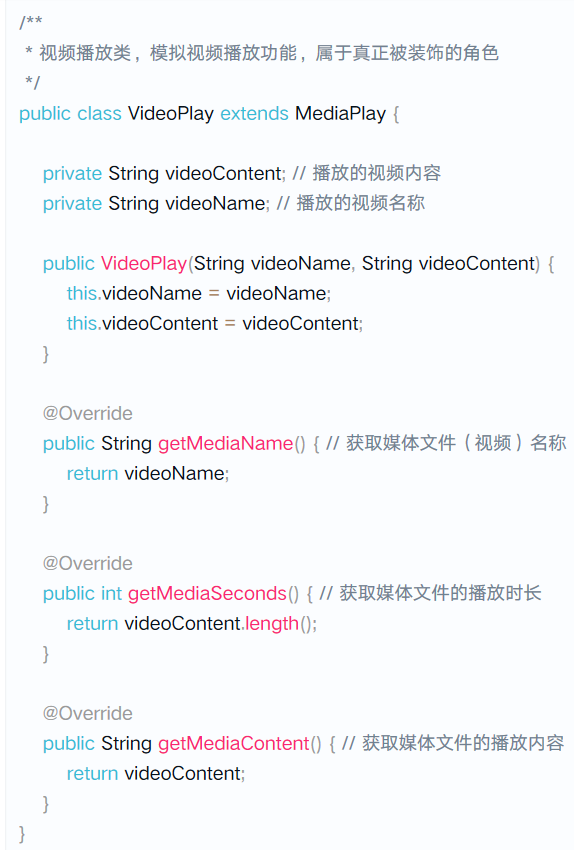 /**
 * 视频播放类，模拟视频播放功能，属于真正被装饰的角色
 */
public class VideoPlay extends MediaPlay {
    private String videoContent; // 播放的视频内容
    private String videoName; // 播放的视频名称
    public VideoPlay(String videoName, String videoContent) {
        this.videoName = videoName;
        this.videoContent = videoContent;
    }
    @Override
    public String getMediaName() { // 获取媒体文件（视频）名称
        return videoName;
    }
    @Override
    public int getMediaSeconds() { // 获取媒体文件的播放时长
        return videoContent.length();
    }
    @Override
    public String getMediaContent() { // 获取媒体文件的播放内容
        return videoContent;
    }
}